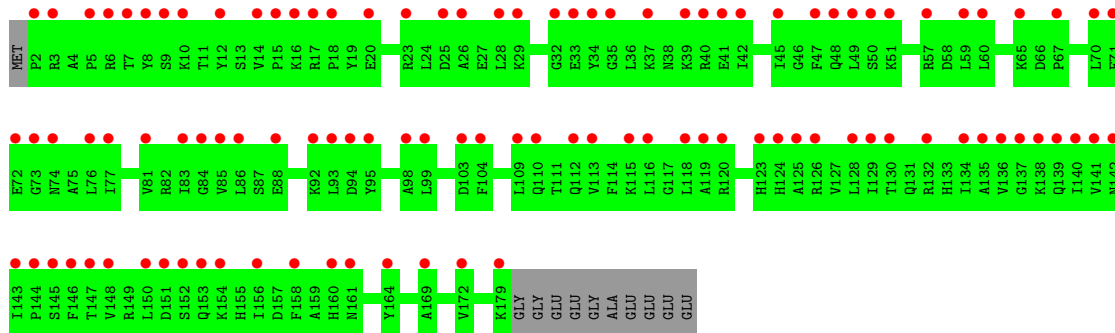 MET P2 R3 A4 P5 R6 T7 Y8 S9 K10 T11 Y12 S13 V14 P15 K16 R17 P18 Y19 E20 R23 L24 D25 A26 E27 L28 K29 G32 E33 Y34 G35 L36 K37 N38 K39 R40 E41 I42 I45 G46 F47 Q48 L49 S50 K51 R57 D58 L59 L60 K65 D66 P67 L70 F71
E72 G73 N74 A75 L76 I77 V81 R82 I83 G84 V85 L86 S87 E88 K92 L93 D94 Y95 A98 L99 D103 F104 L109 Q110 T111 Q112 V113 F114 K115 L116 G117 L118 A119 R120 H123 H124 A125 R126 V127 L128 I129 T130 Q131 R132 H133 I134 A135 V136 G137 K138 Q139 I140 V141 N142
I143 P144 S145 F146 T147 V148 R149 L150 D151 S152 Q153 K154 H155 I156 D157 F158 A159 H160 N161 Y164 A169 V172 K179 GLY GLY GLU GLU GLY ALA GLU GLU GLU GLU